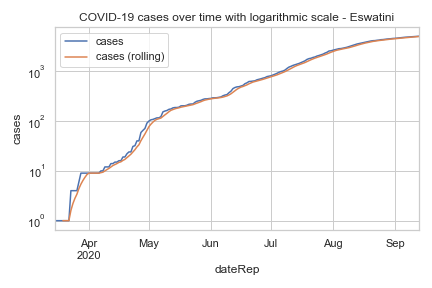 COVID-19 cases over time with logarithmic scale - Eswatini
cases
cases (rolling)
10³
10²
10¹
10⁰
cases
Apr
2020
May
Jun
Jul
Aug
Sep
dateRep